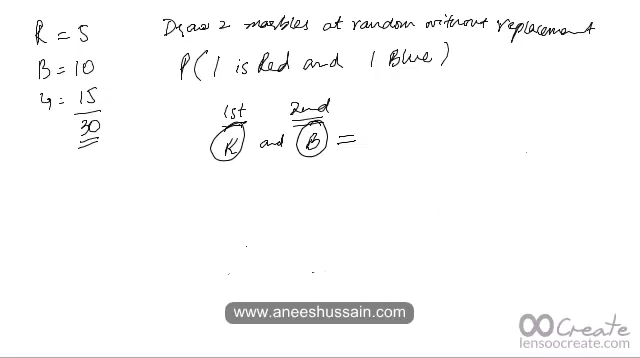 R = 5
B = 10
G = 15
30
Draw 2 marbles at random without replacement
P( 1 is Red and 1 Blue )
1st 2nd
R and B =
www.aneeshussain.com
Create
lensoocreate.com